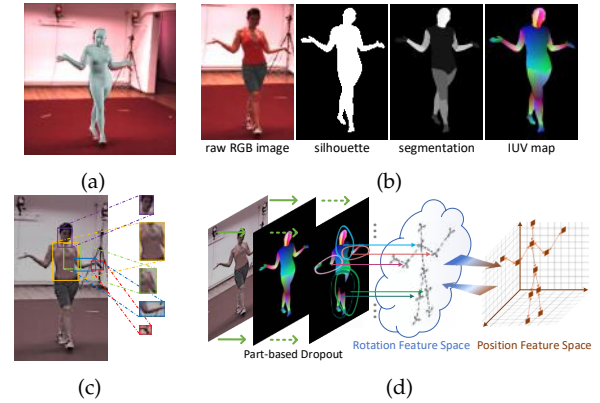 raw RGB image silhouette segmentation IUV map
(a) (b)
Part-based Dropout Rotation Feature Space Position Feature Space
(c) (d)